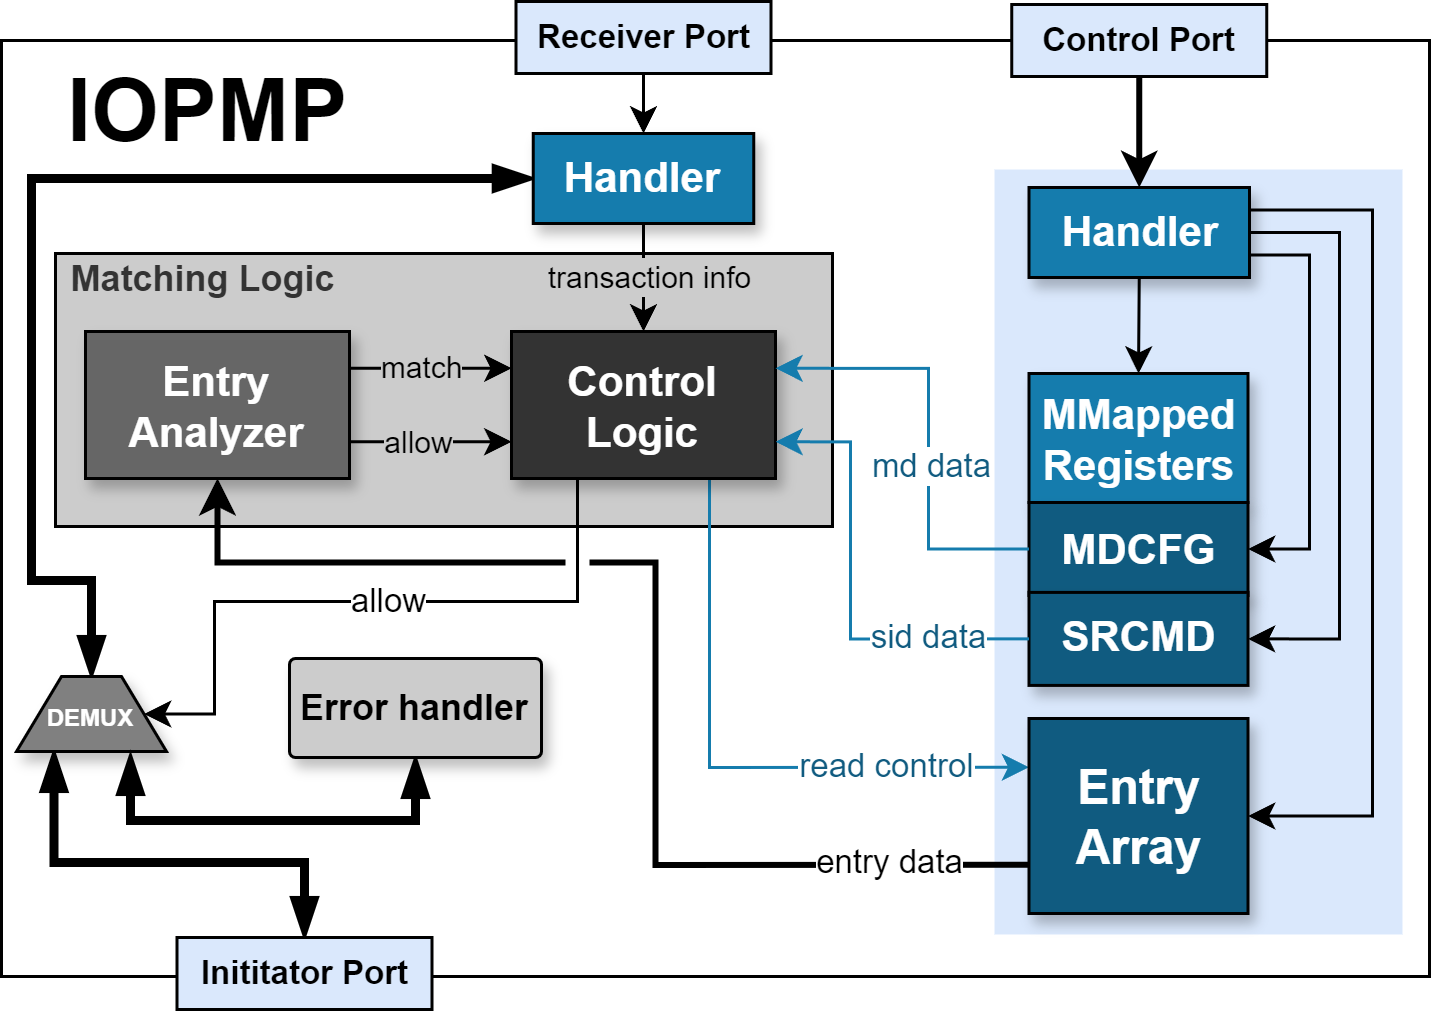 Receiver Port
Control Port
IOPMP
Handler
Handler
Matching Logic
transaction info
Entry
Analyzer
match
allow
Control
Logic
MMapped
Registers
md data
MDCFG
allow
sid data
SRCMD
DEMUX
Error handler
read control
Entry
Array
entry data
Inititator Port